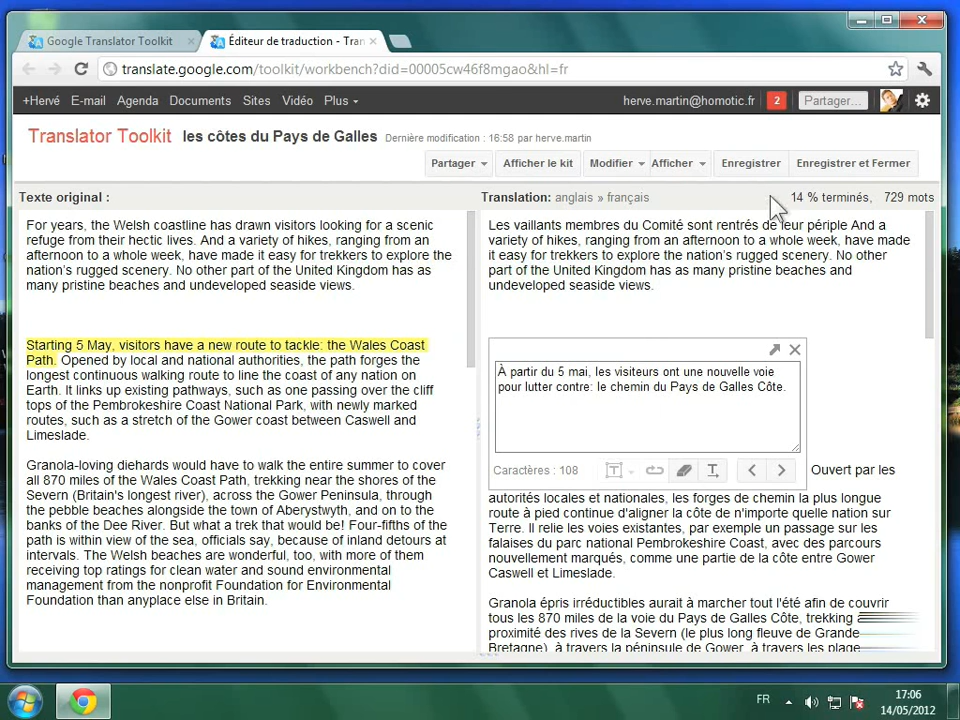 Google Translator Toolkit
Éditeur de traduction - Tran
translate.google.com/toolkit/workbench?did=00005cw46f8mgao&hl=fr
+Hervé E-mail Agenda Documents Sites Vidéo Plus herve.martin@homotic.fr 2 Partager...
Translator Toolkit les côtes du Pays de Galles Dernière modification : 16:58 par herve.martin
Partager Afficher le kit Modifier Afficher Enregistrer Enregistrer et Fermer
Texte original :
For years, the Welsh coastline has drawn visitors looking for a scenic
refuge from their hectic lives. And a variety of hikes, ranging from an
afternoon to a whole week, have made it easy for trekkers to explore the
nation's rugged scenery. No other part of the United Kingdom has as
many pristine beaches and undeveloped seaside views.
Starting 5 May, visitors have a new route to tackle: the Wales Coast
Path. Opened by local and national authorities, the path forges the
longest continuous walking route to line the coast of any nation on
Earth. It links up existing pathways, such as one passing over the cliff
tops of the Pembrokeshire Coast National Park, with newly marked
routes, such as a stretch of the Gower coast between Caswell and
Limeslade.
Granola-loving diehards would have to walk the entire summer to cover
all 870 miles of the Wales Coast Path, trekking near the shores of the
Severn (Britain's longest river), across the Gower Peninsula, through
the pebble beaches alongside the town of Aberystwyth, and on to the
banks of the Dee River. But what a trek that would be! Four-fifths of the
path is within view of the sea, officials say, because of inland detours at
intervals. The Welsh beaches are wonderful, too, with more of them
receiving top ratings for clean water and sound environmental
management from the nonprofit Foundation for Environmental
Foundation than anyplace else in Britain.
Translation: anglais » français 14 % terminés, 729 mots
Les vaillants membres du Comité sont rentrés de leur périple And a
variety of hikes, ranging from an afternoon to a whole week, have made it
easy for trekkers to explore the nation's rugged scenery. No other
part of the United Kingdom has as many pristine beaches and
undeveloped seaside views.
À partir du 5 mai, les visiteurs ont une nouvelle voie
pour lutter contre: le chemin du Pays de Galles Côte.
Caractères : 108
Ouvert par les
autorités locales et nationales, les forges de chemin la plus longue
route à pied continue d'aligner la côte de n'importe quelle nation sur
Terre. Il relie les voies existantes, par exemple un passage sur les
falaises du parc national Pembrokeshire Coast, avec des parcours
nouvellement marqués, comme une partie de la côte entre Gower
Caswell et Limeslade.
Granola épris irréductibles aurait à marcher tout l'été afin de couvrir
tous les 870 miles de la voie du Pays de Galles Côte, trekking
proximité des rives de la Severn (le plus long fleuve de Grande
Bretagne), à travers la péninsule de Gower, à travers les plage
FR
17:06
14/05/2012